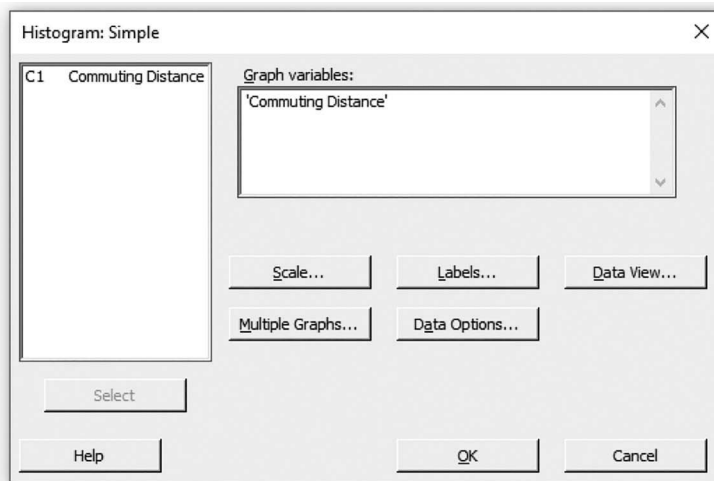 Histogram: Simple
C1 Commuting Distance
Graph variables:
'Commuting Distance'
Scale...
Labels...
Data View...
Multiple Graphs...
Data Options...
Select
Help
OK
Cancel